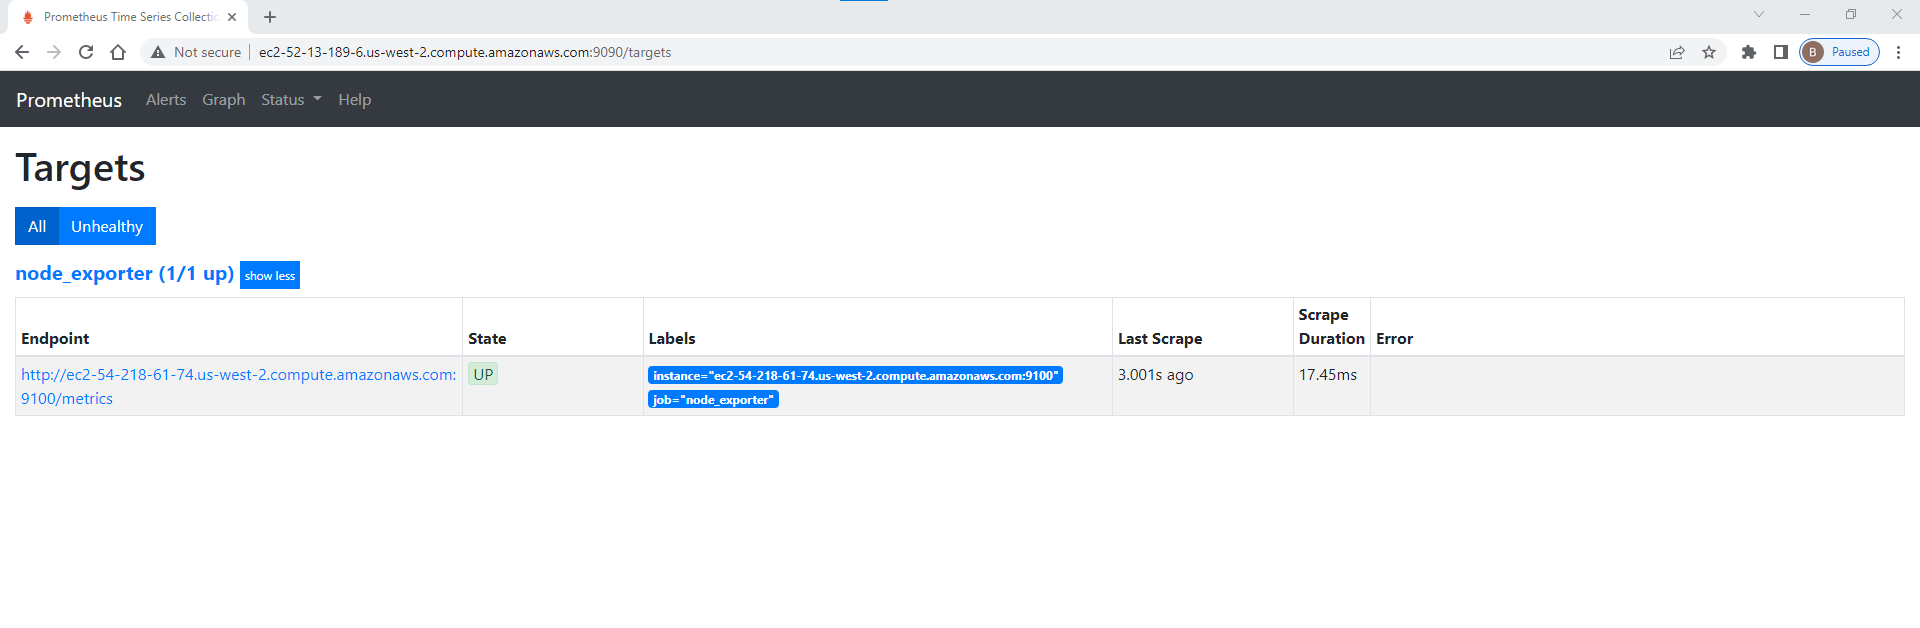 Prometheus Time Series Collectio
Not secure ec2-52-13-189-6.us-west-2.compute.amazonaws.com:9090/targets B Paused
Prometheus Alerts Graph Status Help
Targets
All Unhealthy
node_exporter (1/1 up) show less
Endpoint State Labels Last Scrape Scrape Duration Error
http://ec2-54-218-61-74.us-west-2.compute.amazonaws.com:
9100/metrics
UP
instance="ec2-54-218-61-74.us-west-2.compute.amazonaws.com:9100"
job="node_exporter"
3.001s ago
17.45ms